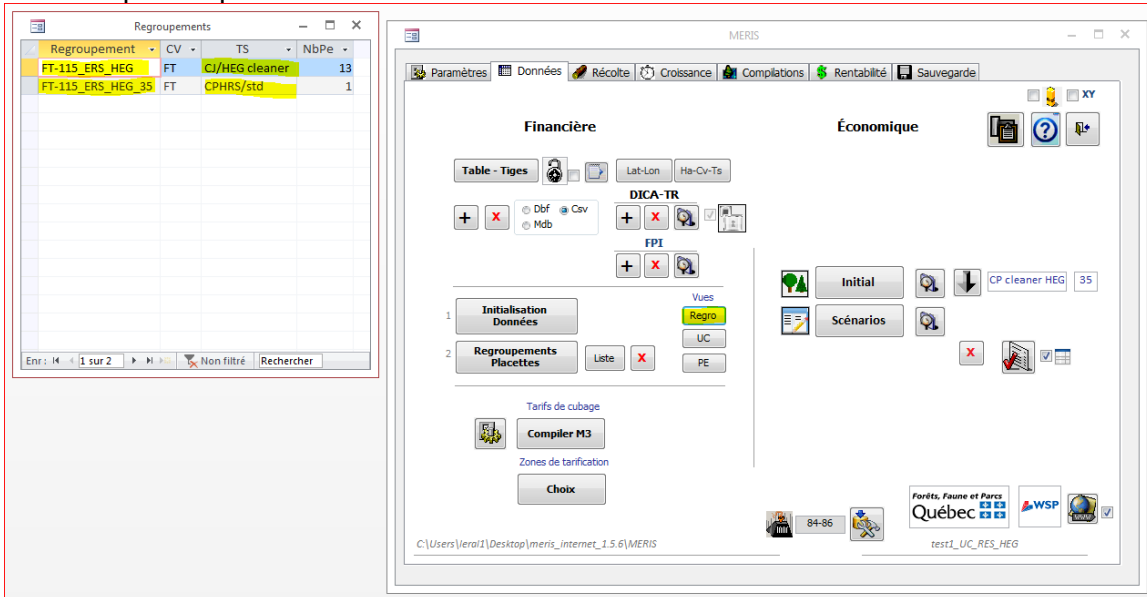 Regroupements
Regroupement CV TS NbPe
FT-115_ERS_HEG FT CJ/HEG cleaner 13
FT-115_ERS_HEG_35 FT CPHRS/std 1
Enr : 1 sur 2 Non filtré Rechercher
MERIS
Paramètres Données Récolte Croissance Compilations Rentabilité Sauvegarde
XY
Financière
Économique
Table - Tiges Lat-Lon Ha-Cv-Ts
DICA-TR
+ x Dbf Csv
Mdb
+ x
FPI
+ x
Initial CP cleaner HEG 35
Scénarios
x
Vues
1 Initialisation
Données
Regro
UC
2 Regroupements
Placettes
Liste x PE
Tarifs de cubage
Compiler M3
Zones de tarification
Choix
84-86
Forêts, Faune et Parcs
Québec
WSP
C:\Users\leral1\Desktop\meris_internet_1.5.6\MERIS
test1_UC_RES_HEG